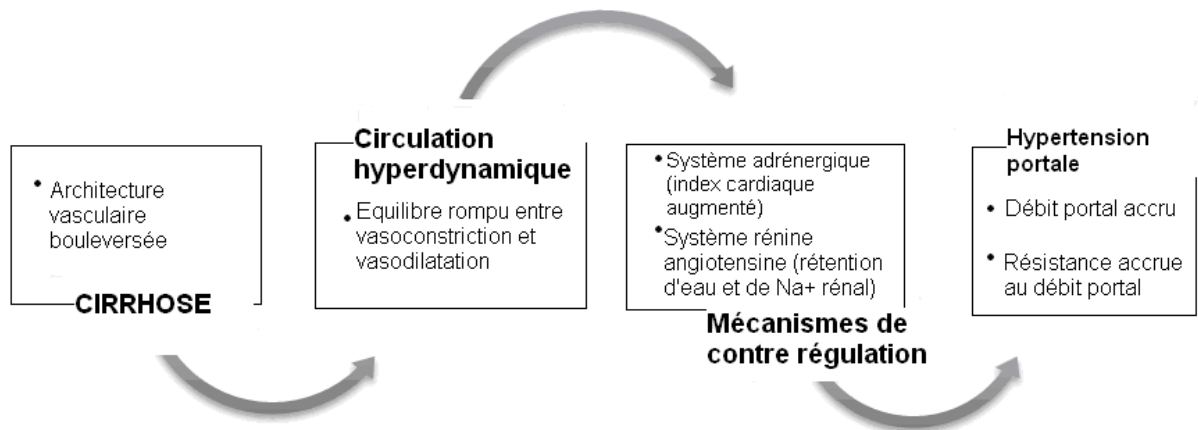 • Architecture
vasculaire
bouleversée
CIRRHOSE
Circulation
hyperdynamique
• Equilibre rompu entre
vasoconstriction et
vasodilatation
• Système adrénergique
(index cardiaque
augmenté)
• Système rénine
angiotensine (rétention
d'eau et de Na+ rénal)
Mécanismes de
contre régulation
Hypertension
portale
• Débit portal accru
• Résistance accrue
au débit portal